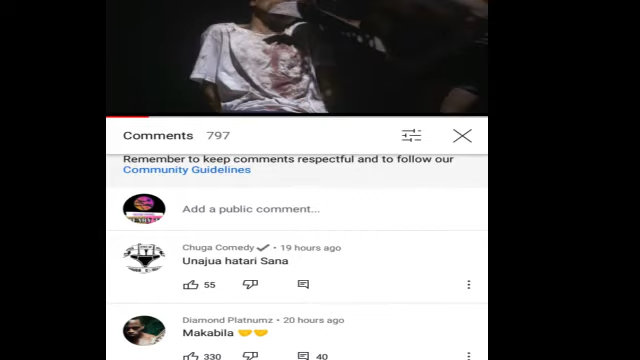 Comments 797
Remember to keep comments respectful and to follow our
Community Guidelines
Add a public comment...
Chuga Comedy ✔ • 19 hours ago
Unajua hatari Sana
55
Diamond Platnumz • 20 hours ago
Makabila 🤝🤝
330 40